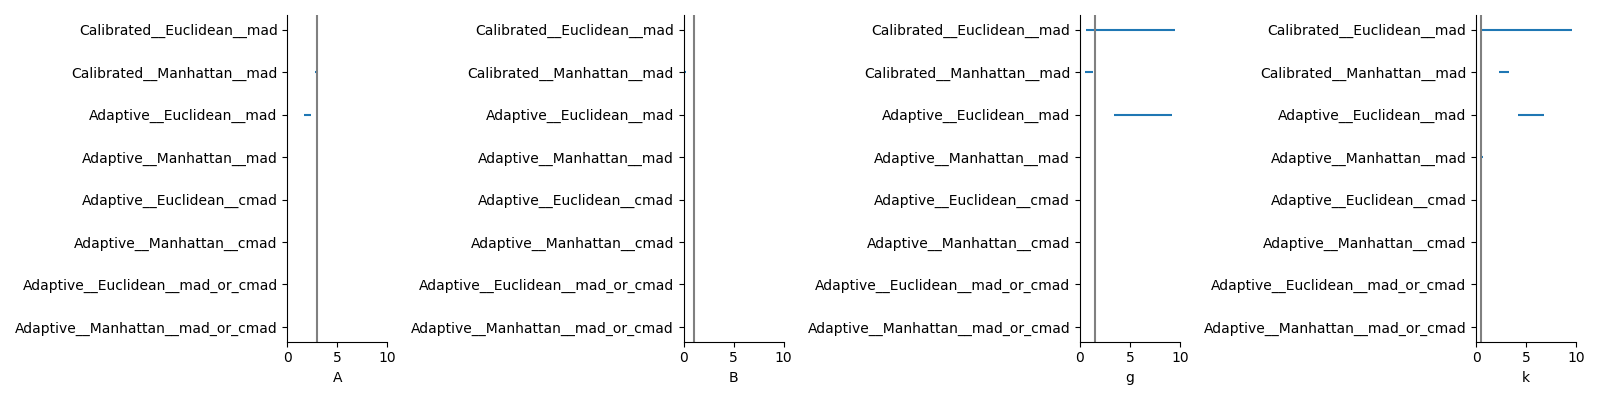 Calibrated__Euclidean__mad
Calibrated__Manhattan__mad
Adaptive__Euclidean__mad
Adaptive__Manhattan__mad
Adaptive__Euclidean__cmad
Adaptive__Manhattan__cmad
Adaptive__Euclidean__mad_or_cmad
Adaptive__Manhattan__mad_or_cmad
0 5 10
A
Calibrated__Euclidean__mad
Calibrated__Manhattan__mad
Adaptive__Euclidean__mad
Adaptive__Manhattan__mad
Adaptive__Euclidean__cmad
Adaptive__Manhattan__cmad
Adaptive__Euclidean__mad_or_cmad
Adaptive__Manhattan__mad_or_cmad
0 5 10
B
Calibrated__Euclidean__mad
Calibrated__Manhattan__mad
Adaptive__Euclidean__mad
Adaptive__Manhattan__mad
Adaptive__Euclidean__cmad
Adaptive__Manhattan__cmad
Adaptive__Euclidean__mad_or_cmad
Adaptive__Manhattan__mad_or_cmad
0 5 10
g
Calibrated__Euclidean__mad
Calibrated__Manhattan__mad
Adaptive__Euclidean__mad
Adaptive__Manhattan__mad
Adaptive__Euclidean__cmad
Adaptive__Manhattan__cmad
Adaptive__Euclidean__mad_or_cmad
Adaptive__Manhattan__mad_or_cmad
0 5 10
k